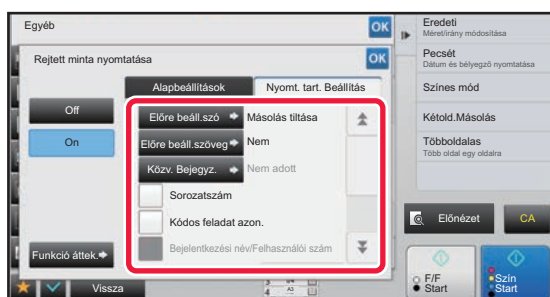 Egyéb
OK
Rejtett minta nyomtatása
OK
Alapbeállítások
Nyomt. tart. Beállítás
Off
On
Előre beáll.szó
Másolás tiltása
Előre beáll.szöveg
Nem
Közv. Bejegyz.
Nem adott
Sorozatszám
Kódos feladat azon.
Bejelentkezési név/Felhasználói szám
Funkció áttek.
Vissza
Eredeti
Méret/irány módosítása
Pecsét
Dátum és bélyegző nyomtatása
Színes mód
Kétold.Másolás
Többoldalas
Több oldal egy oldalra
Előnézet
CA
F/F
Start
Szín
Start